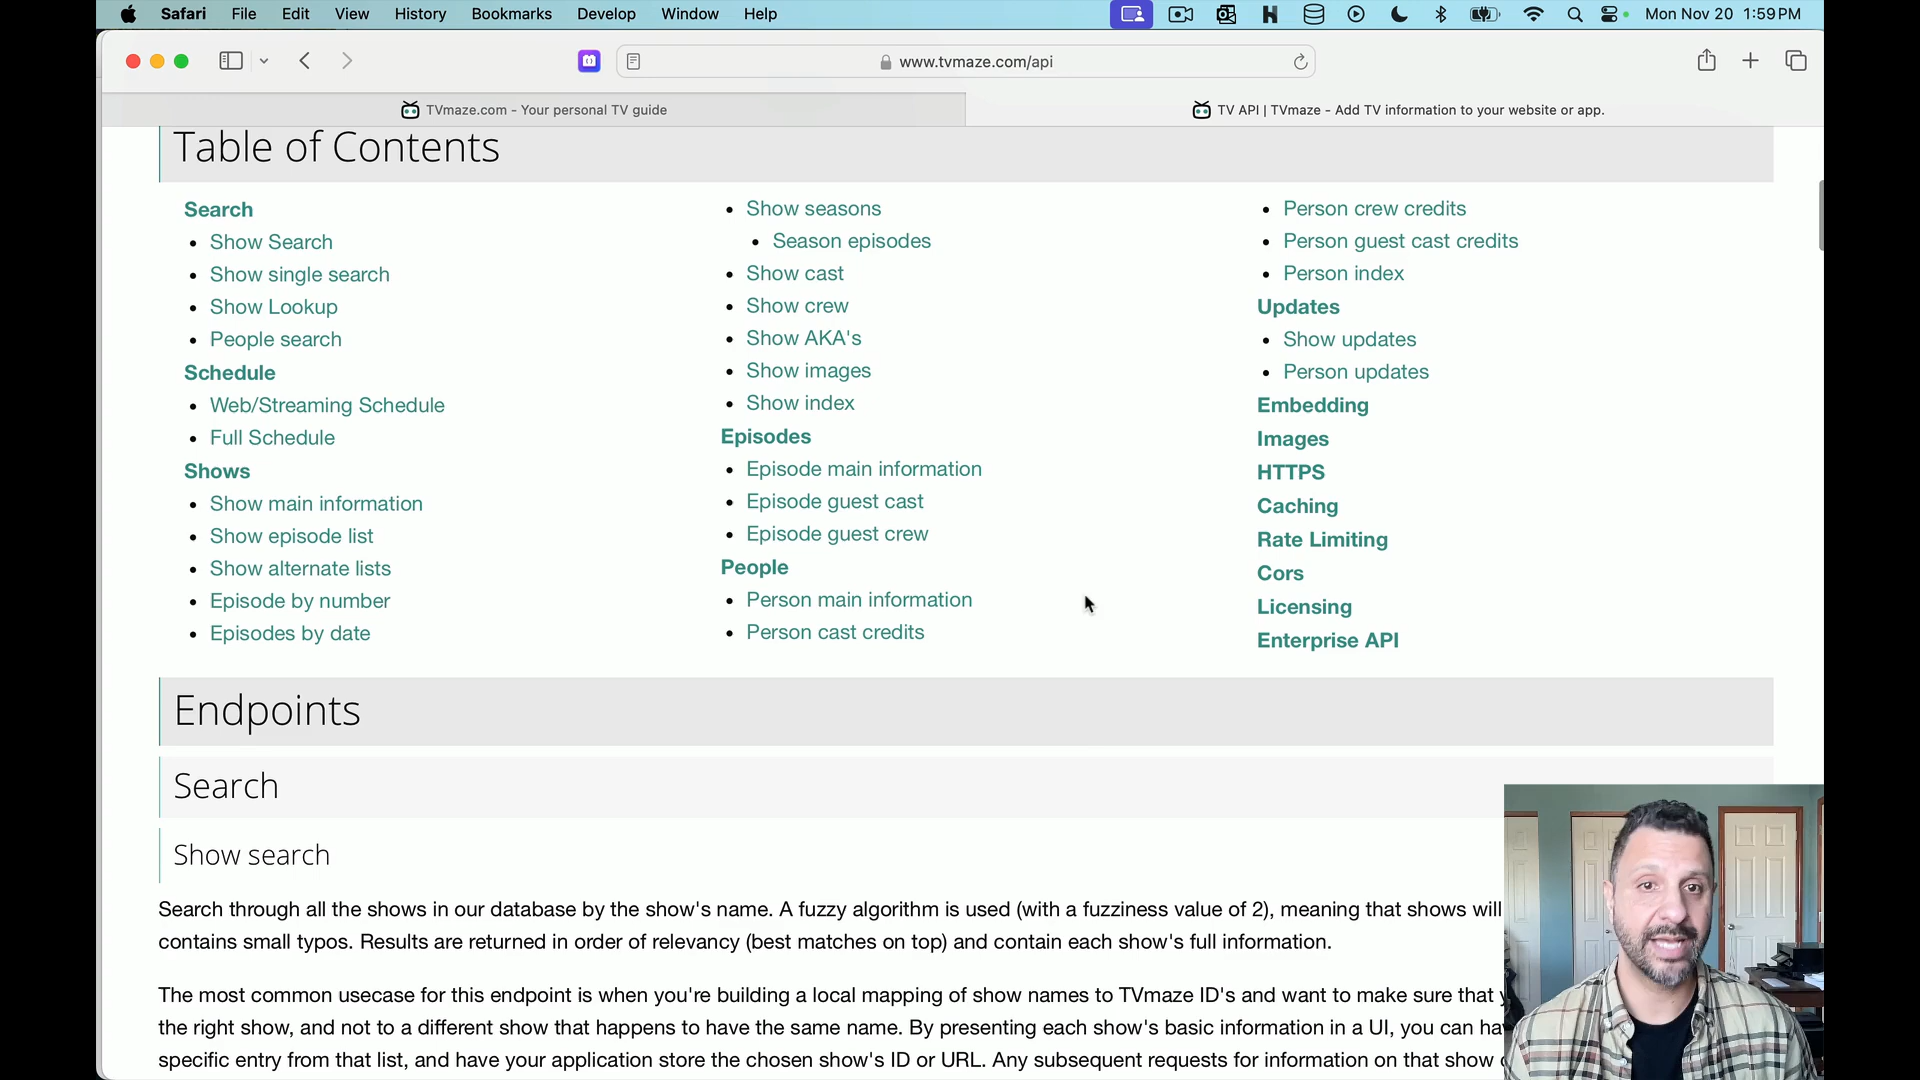 Safari File Edit View History Bookmarks Develop Window Help Mon Nov 20 1:59 PM
www.tvmaze.com/api
TVmaze.com - Your personal TV guide
TV API | TVmaze - Add TV information to your website or app.
Table of Contents
Search
Show Search
Show single search
Show Lookup
People search
Schedule
Web/Streaming Schedule
Full Schedule
Shows
Show main information
Show episode list
Show alternate lists
Episode by number
Episodes by date
Show seasons
Season episodes
Show cast
Show crew
Show AKA's
Show images
Show index
Episodes
Episode main information
Episode guest cast
Episode guest crew
People
Person main information
Person cast credits
Person crew credits
Person guest cast credits
Person index
Updates
Show updates
Person updates
Embedding
Images
HTTPS
Caching
Rate Limiting
Cors
Licensing
Enterprise API
Endpoints
Search
Show search
Search through all the shows in our database by the show's name. A fuzzy algorithm is used (with a fuzziness value of 2), meaning that shows will
contains small typos. Results are returned in order of relevancy (best matches on top) and contain each show's full information.
The most common usecase for this endpoint is when you're building a local mapping of show names to TVmaze ID's and want to make sure that
the right show, and not to a different show that happens to have the same name. By presenting each show's basic information in a UI, you can
specific entry from that list, and have your application store the chosen show's ID or URL. Any subsequent requests for information on that show